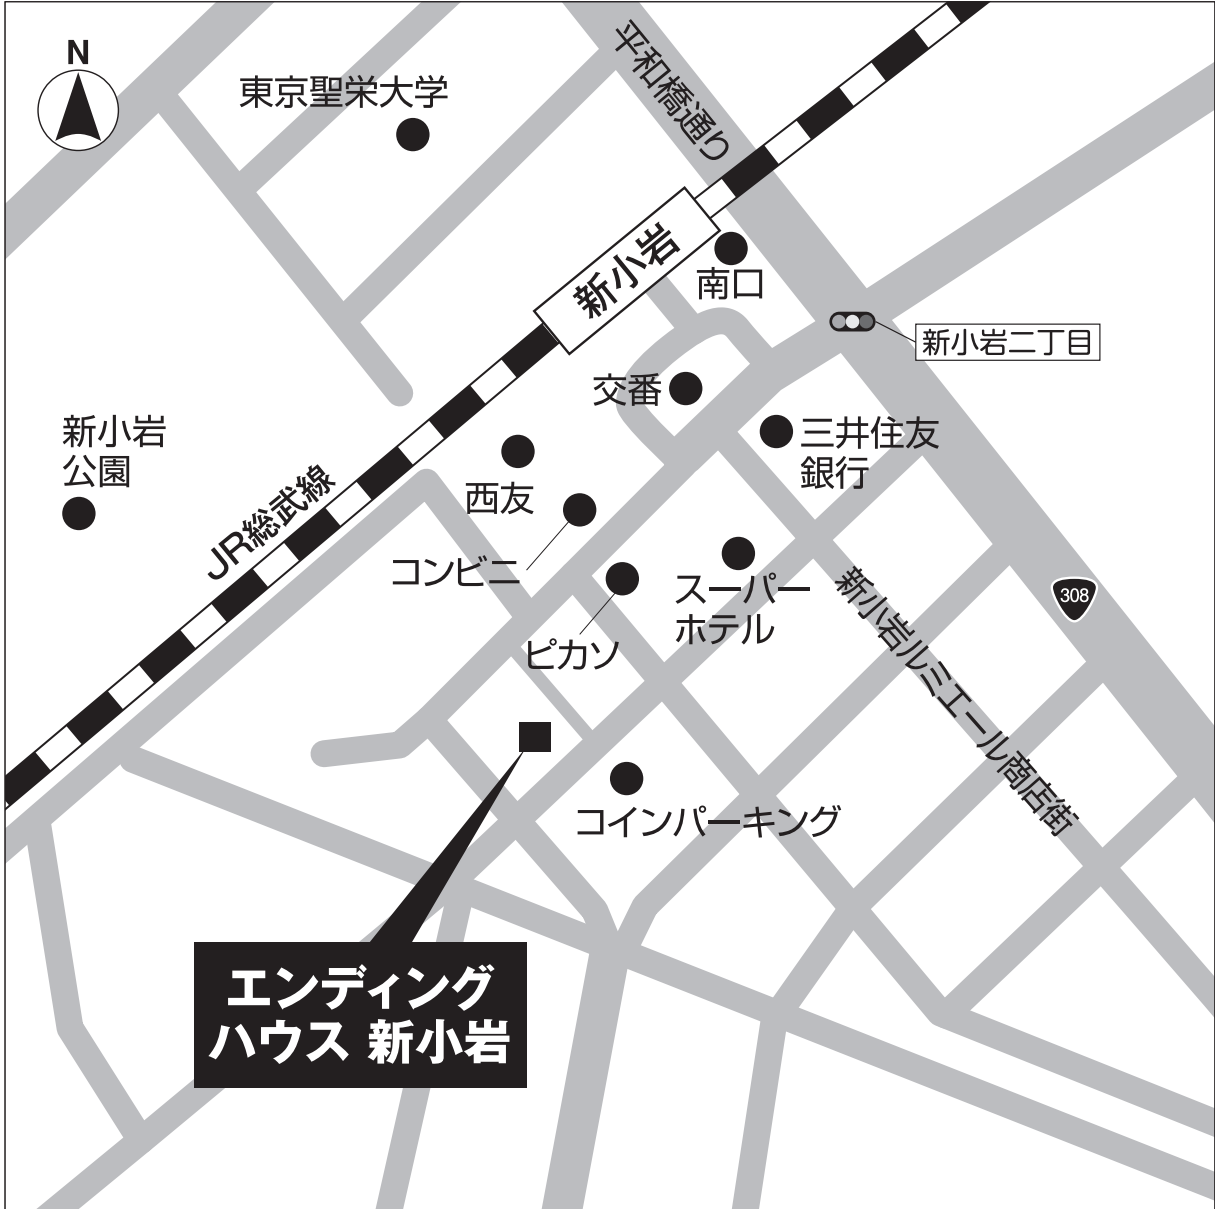 N
東京聖栄大学
平和橋通り
新小岩
南口
新小岩二丁目
交番
三井住友
銀行
新小岩
公園
JR総武線
西友
コンビニ
ピカソ
スーパー
ホテル
308
新小岩ルミエール商店街
コインパーキング
エンディング
ハウス 新小岩